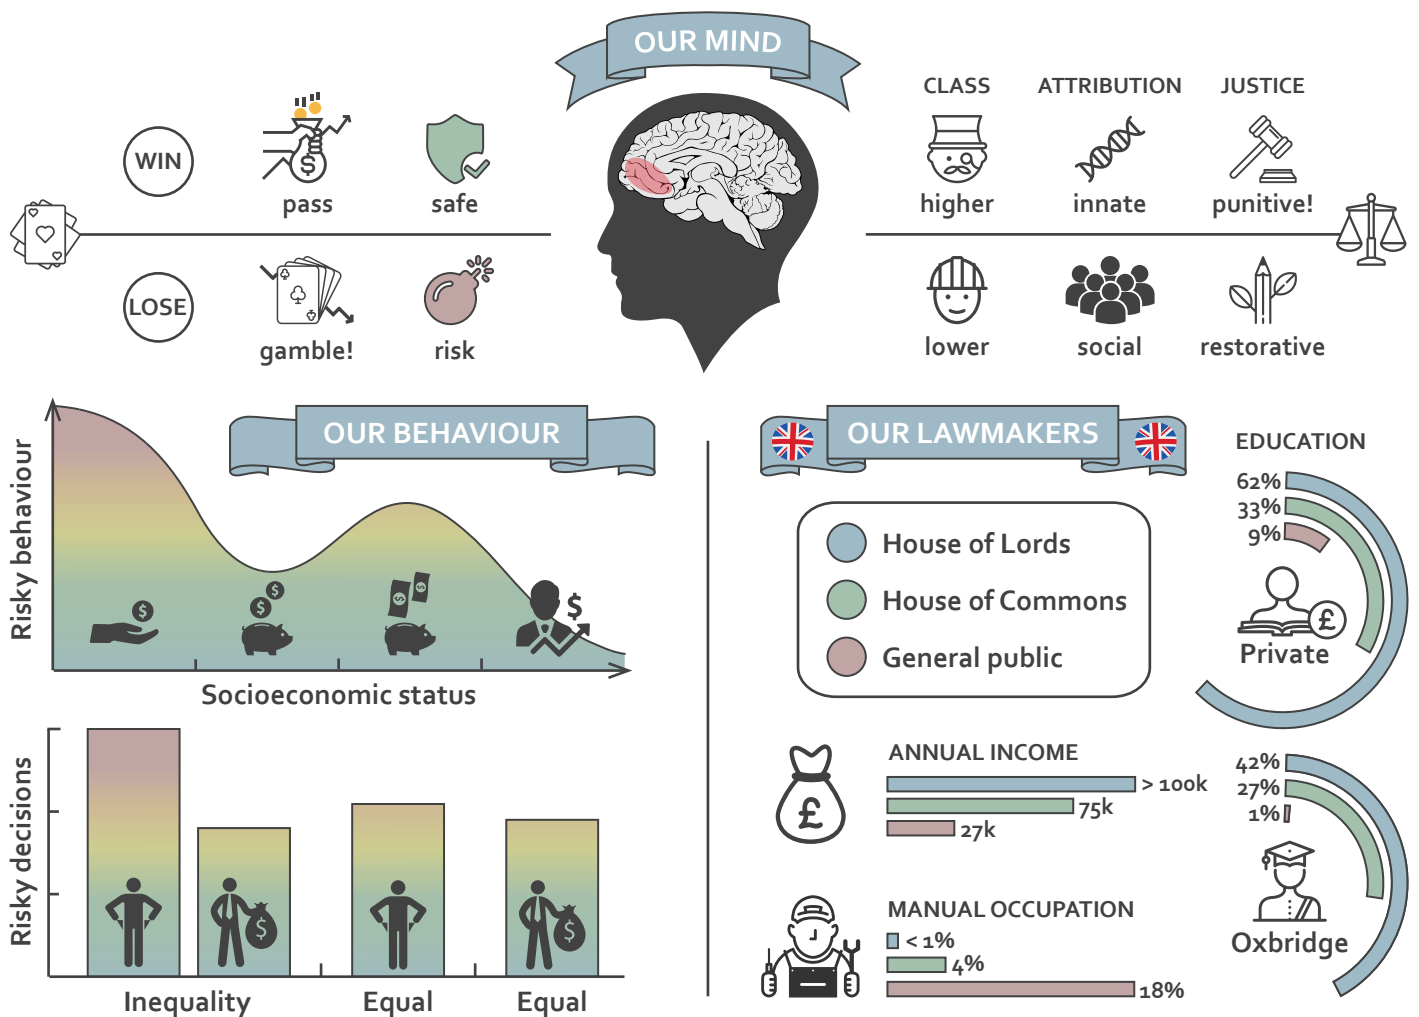 OUR MIND
WIN
pass
safe
LOSE
gamble!
risk
CLASS
ATTRIBUTION
JUSTICE
higher
innate
punitive!
lower
social
restorative
OUR BEHAVIOUR
Risky behaviour
Socioeconomic status
Risky decisions
Inequality
Equal
Equal
OUR LAWMAKERS
House of Lords
House of Commons
General public
EDUCATION
62%
33%
9%
£
Private
ANNUAL INCOME
£
> 100k
75k
27k
42%
27%
1%
Oxbridge
MANUAL OCCUPATION
< 1%
4%
18%